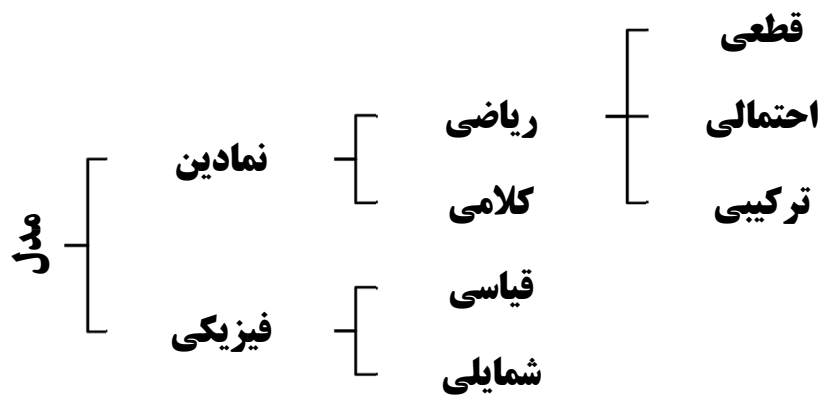 مدل
نمادین
ریاضی
قطعی
احتمالی
ترکیبی
کلامی
فیزیکی
قیاسی
شمایلی